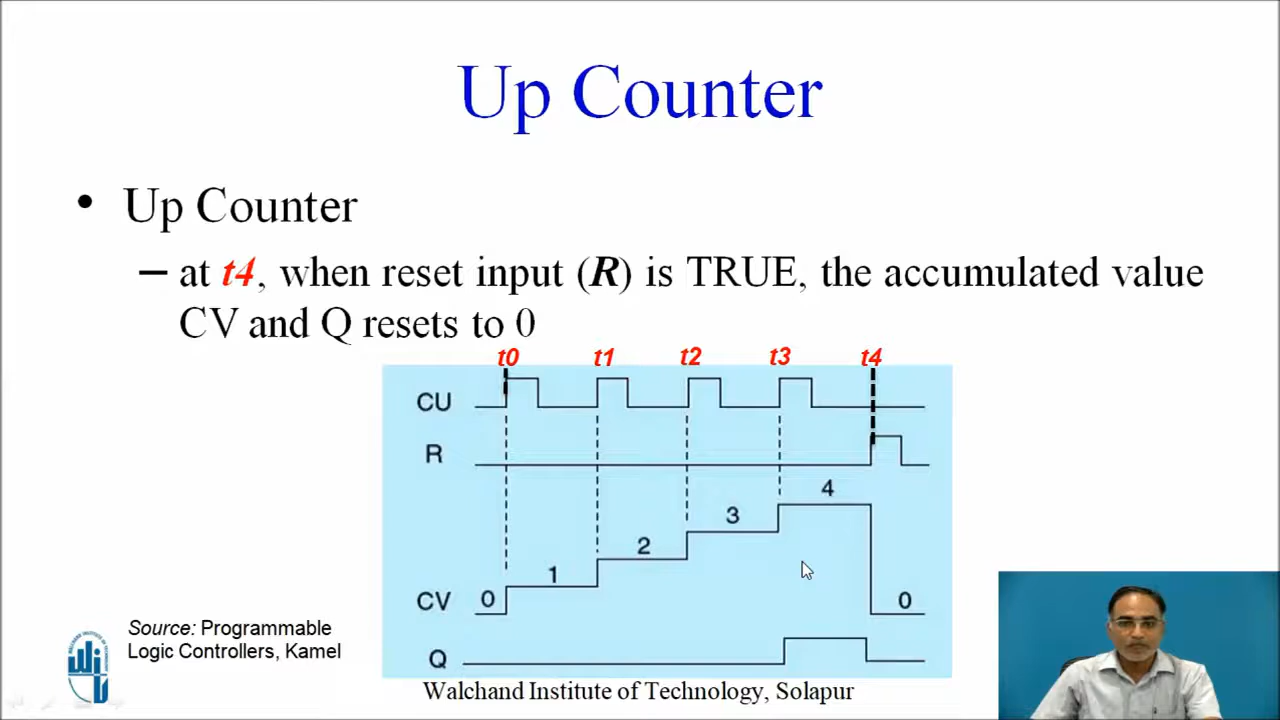 Up Counter
• Up Counter
– at t4, when reset input (R) is TRUE, the accumulated value
CV and Q resets to 0
t0 t1 t2 t3 t4
CU
R
4
3
2
1
CV 0 0
Q
Source: Programmable
Logic Controllers, Kamel
Walchand Institute of Technology, Solapur